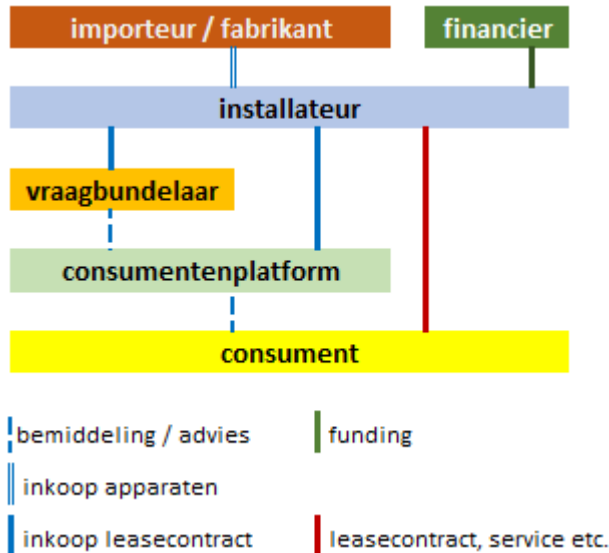 importeur / fabrikant
financier
installateur
vraagbundelaar
consumentenplatform
consument
bemiddeling / advies
funding
inkoop apparaten
inkoop leasecontract
leasecontract, service etc.